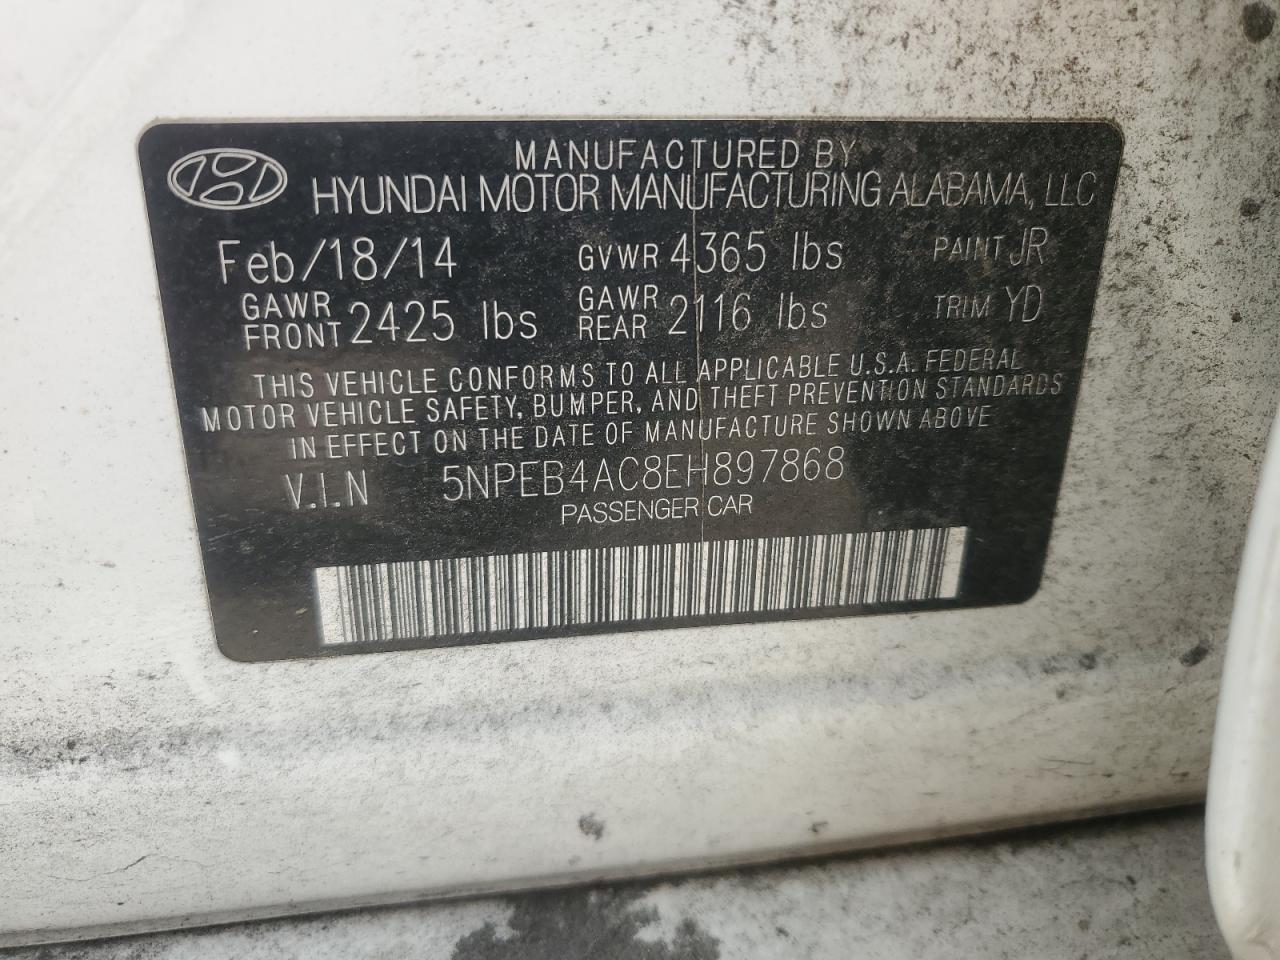 MANUFACTURED BY
HYUNDAI MOTOR MANUFACTURING ALABAMA, LLC
Feb/18/14 GVWR 4365 lbs PAINT JR
GAWR FRONT 2425 lbs GAWR REAR 2116 lbs TRIM YD
THIS VEHICLE CONFORMS TO ALL APPLICABLE U.S.A. FEDERAL
MOTOR VEHICLE SAFETY, BUMPER, AND THEFT PREVENTION STANDARDS
IN EFFECT ON THE DATE OF MANUFACTURE SHOWN ABOVE
V.I.N 5NPEB4AC8EH897868
PASSENGER CAR